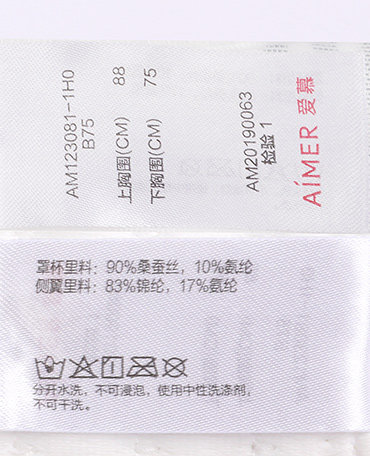 AM123081-1H0
B75
上胸围(CM) 88
下胸围(CM) 75
AM20190063
检验 1
AiMER 爱慕
罩杯里料：90%桑蚕丝，10%氨纶
侧翼里料：83%锦纶，17%氨纶
分开水洗，不可浸泡，使用中性洗涤剂，
不可干洗。